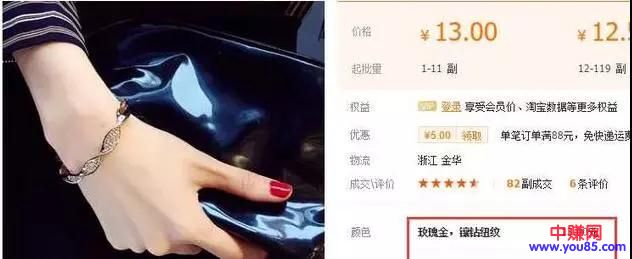 价格 ¥ 13.00 ¥ 12.5
起批量 1-11 副 12-119 副
权益 登录 享受会员价、淘宝数据等更多权益
优惠 ¥5.00 领取 单笔订单满88元，免快递运费
物流 浙江 金华
成交\评价 82副成交 6条评价
颜色 玫瑰金，镶钻纽纹
中赚网
www.you85.com